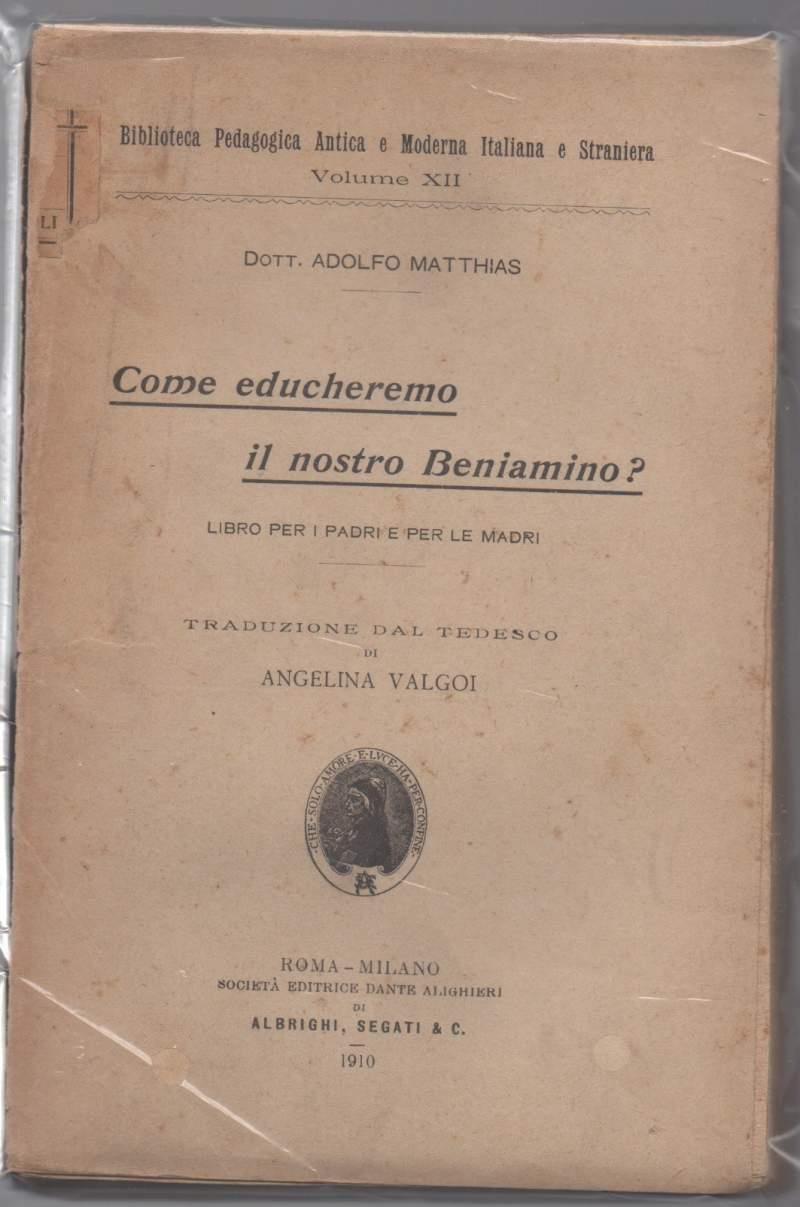 Biblioteca Pedagogica Antica e Moderna Italiana e Straniera
Volume XII
LI
DOTT. ADOLFO MATTHIAS
Come educheremo
il nostro Beniamino?
LIBRO PER I PADRI E PER LE MADRI
TRADUZIONE DAL TEDESCO
DI
ANGELINA VALGOI
·CHE·SOLO·AMORE·E·LVCE·HA·PER·CONFINE·
ROMA – MILANO
SOCIETÀ EDITRICE DANTE ALIGHIERI
DI
ALBRIGHI, SEGATI & C.
1910